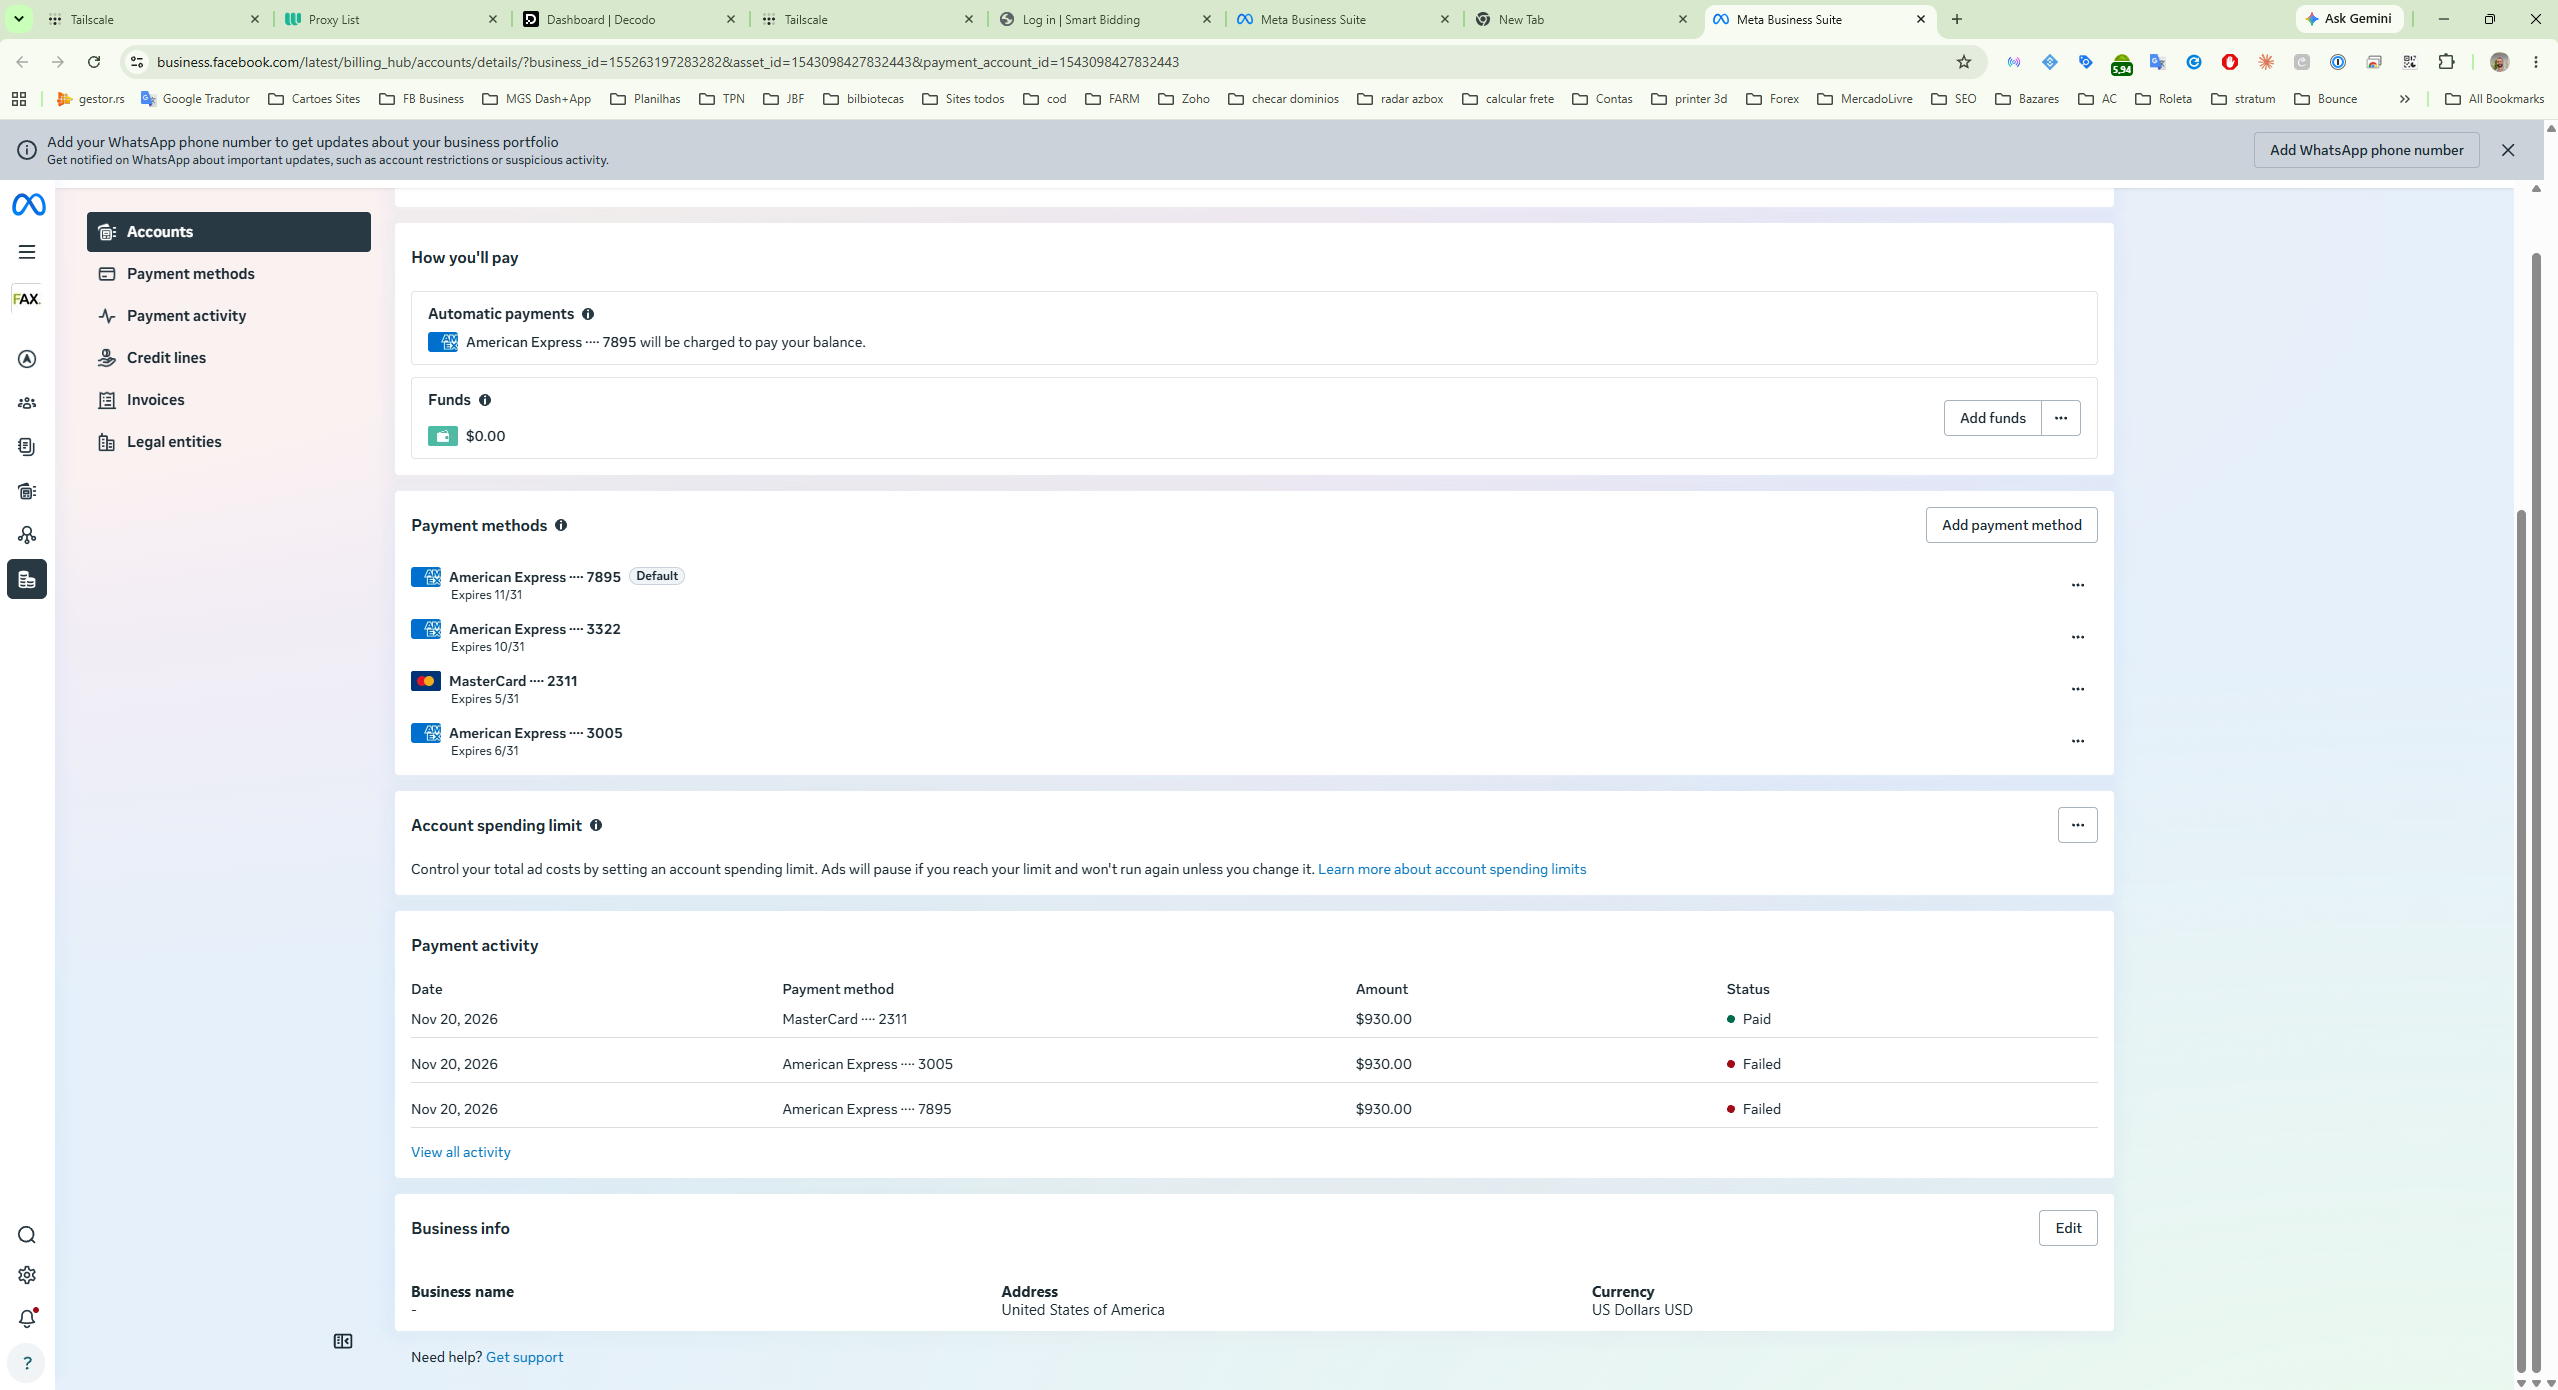 Tailscale
Proxy List
Dashboard | Decodo
Tailscale
Log in | Smart Bidding
Meta Business Suite
New Tab
Meta Business Suite
Ask Gemini
business.facebook.com/latest/billing_hub/accounts/details/?business_id=155263197283282&asset_id=1543098427832443&payment_account_id=1543098427832443
5,94
gestor.rs
Google Tradutor
Cartoes Sites
FB Business
MGS Dash+App
Planilhas
TPN
JBF
bilbiotecas
Sites todos
cod
FARM
Zoho
checar dominios
radar azbox
calcular frete
Contas
printer 3d
Forex
MercadoLivre
SEO
Bazares
AC
Roleta
stratum
Bounce
All Bookmarks
Add your WhatsApp phone number to get updates about your business portfolio
Get notified on WhatsApp about important updates, such as account restrictions or suspicious activity.
Add WhatsApp phone number
FAX.
Accounts
Payment methods
Payment activity
Credit lines
Invoices
Legal entities
How you'll pay
Automatic payments
American Express ···· 7895 will be charged to pay your balance.
Funds
$0.00
Add funds
Payment methods
Add payment method
American Express ···· 7895 Default
Expires 11/31
American Express ···· 3322
Expires 10/31
MasterCard ···· 2311
Expires 5/31
American Express ···· 3005
Expires 6/31
Account spending limit
Control your total ad costs by setting an account spending limit. Ads will pause if you reach your limit and won't run again unless you change it. Learn more about account spending limits
Payment activity
Date Payment method Amount Status
Nov 20, 2026 MasterCard ···· 2311 $930.00 Paid
Nov 20, 2026 American Express ···· 3005 $930.00 Failed
Nov 20, 2026 American Express ···· 7895 $930.00 Failed
View all activity
Business info
Edit
Business name Address Currency
- United States of America US Dollars USD
Need help? Get support